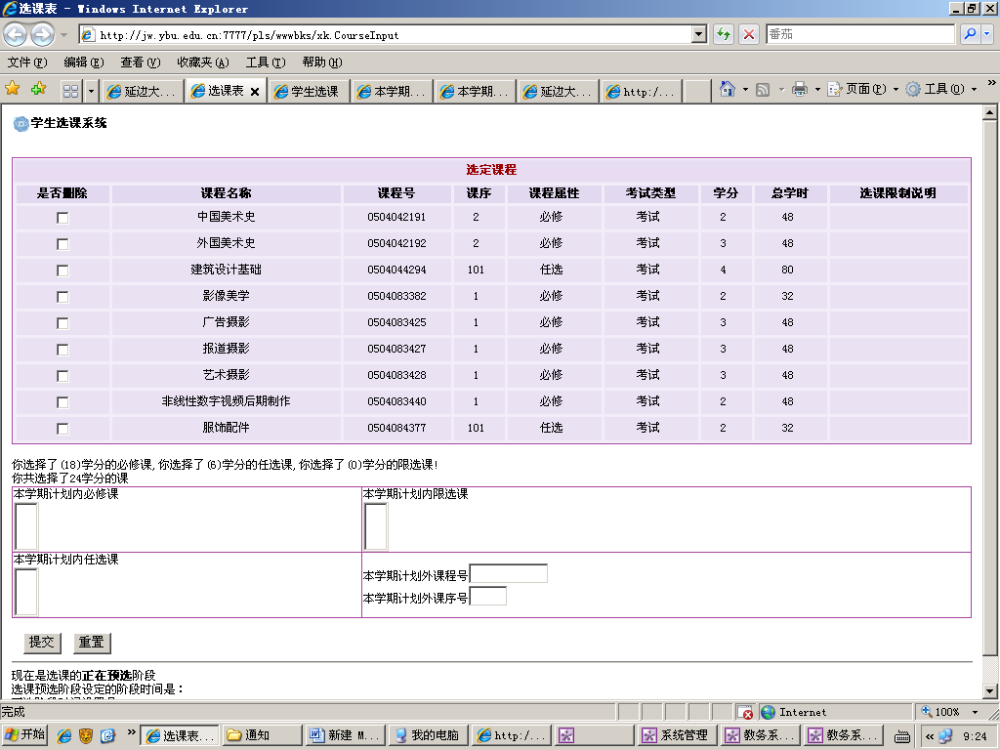 选课表 - Windows Internet Explorer
http://jw.ybu.edu.cn:7777/pls/wwwbks/xk.CourseInput 番茄
文件(F) 编辑(E) 查看(V) 收藏夹(A) 工具(T) 帮助(H)
延边大... 选课表 学生选课 本学期... 本学期... 延边大... http:/... 页面(P) 工具(O) »
学生选课系统
选定课程
是否删除 课程名称 课程号 课序 课程属性 考试类型 学分 总学时 选课限制说明
中国美术史 0504042191 2 必修 考试 2 48
外国美术史 0504042192 2 必修 考试 3 48
建筑设计基础 0504044294 101 任选 考试 4 80
影像美学 0504083382 1 必修 考试 2 32
广告摄影 0504083425 1 必修 考试 3 48
报道摄影 0504083427 1 必修 考试 3 48
艺术摄影 0504083428 1 必修 考试 3 48
非线性数字视频后期制作 0504083440 1 必修 考试 2 48
服饰配件 0504084377 101 任选 考试 2 32
你选择了(18)学分的必修课,你选择了(6)学分的任选课,你选择了(0)学分的限选课!
你共选择了24学分的课
本学期计划内必修课 本学期计划内限选课
本学期计划内任选课
本学期计划外课程号
本学期计划外课序号
提交 重置
现在是选课的正在预选阶段
选课预选阶段设定的阶段时间是：
完成 Internet 100%
开始 » 选课表... 通知 新建 M... 我的电脑 http:/... 系统管理 教务系... 教务系... « 9:24